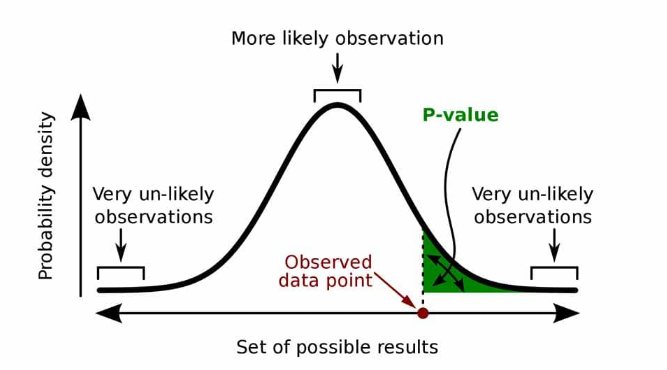 More likely observation
P-value
Very un-likely
observations
Very un-likely
observations
Probability density
Observed
data point
Set of possible results